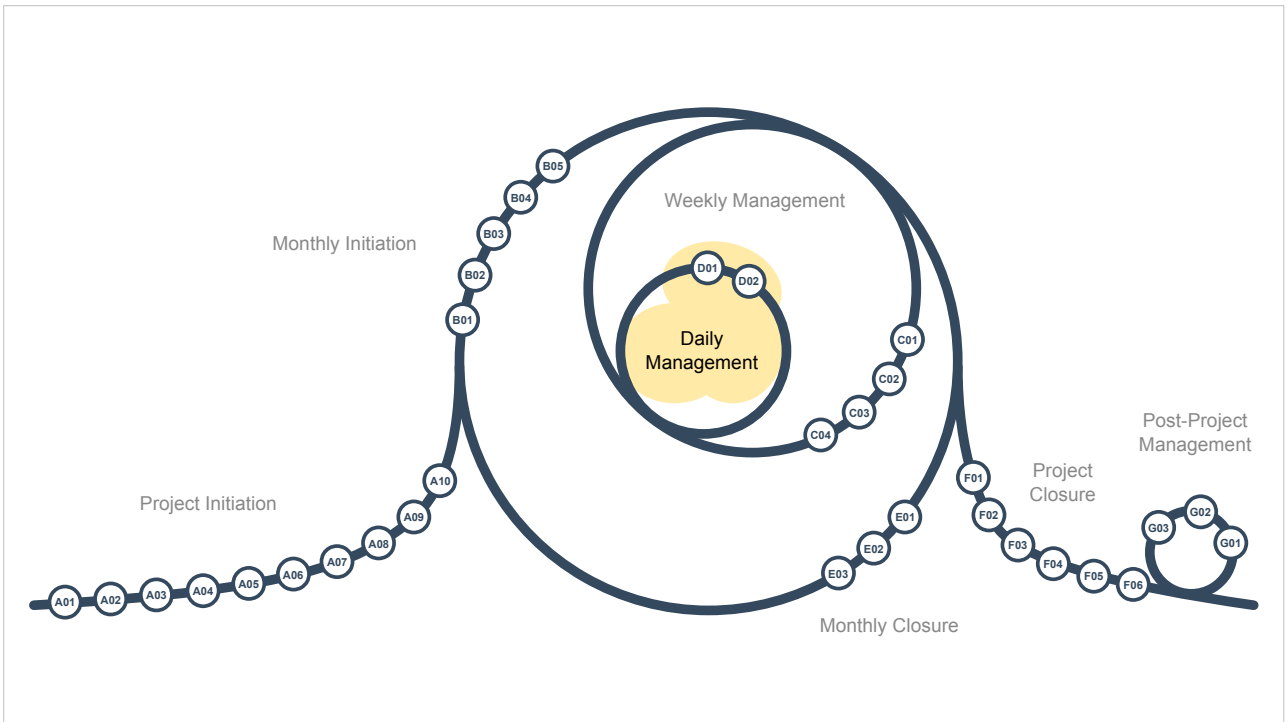 B05
B04
Weekly Management
B03
Monthly Initiation
D01
B02
D02
B01
Daily
Management
C01
C02
C03
C04
Post-Project
Management
A10
Project Initiation
F01
Project
Closure
A09
E01
F02
G02
G03
G01
A08
E02
F03
A07
F04
A06
E03
F05
A05
F06
A04
A03
A02
A01
Monthly Closure